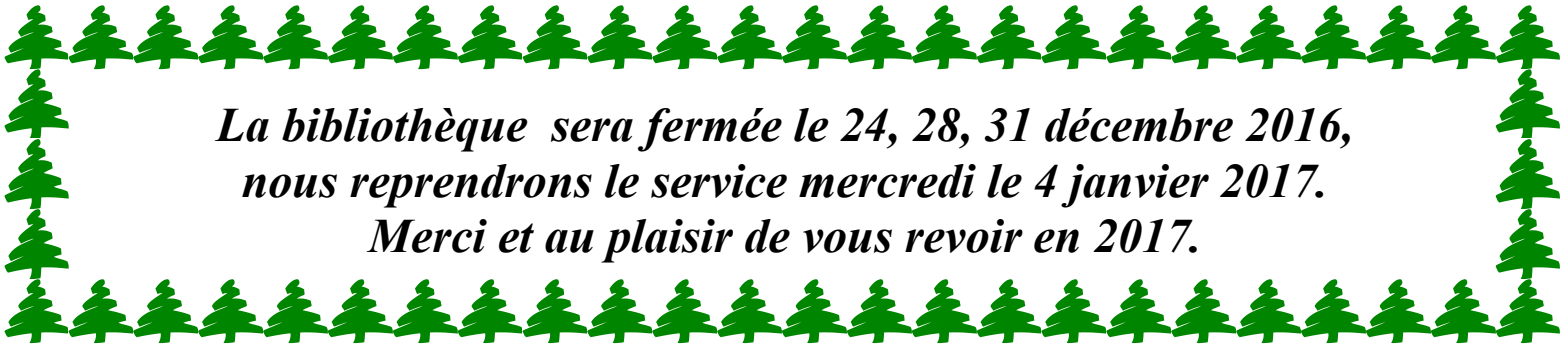 La bibliothèque  sera fermée le 24, 28, 31 décembre 2016,
nous reprendrons le service mercredi le 4 janvier 2017.
Merci et au plaisir de vous revoir en 2017.